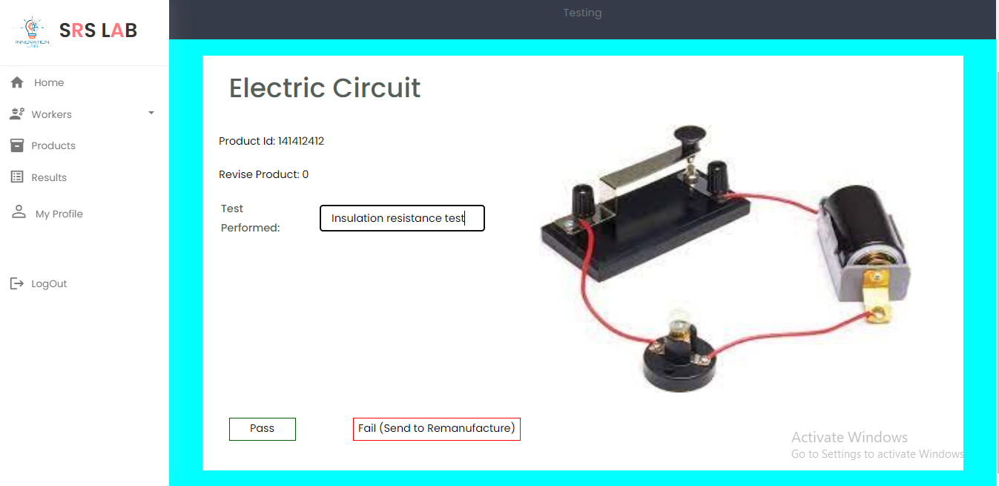 Testing
INNOVATION
LAB
SRS LAB
Home
Workers
Products
Results
My Profile
LogOut
Electric Circuit
Product Id: 141412412
Revise Product: 0
Test
Performed:
Insulation resistance test
Pass
Fail (Send to Remanufacture)
Activate Windows
Go to Settings to activate Windows